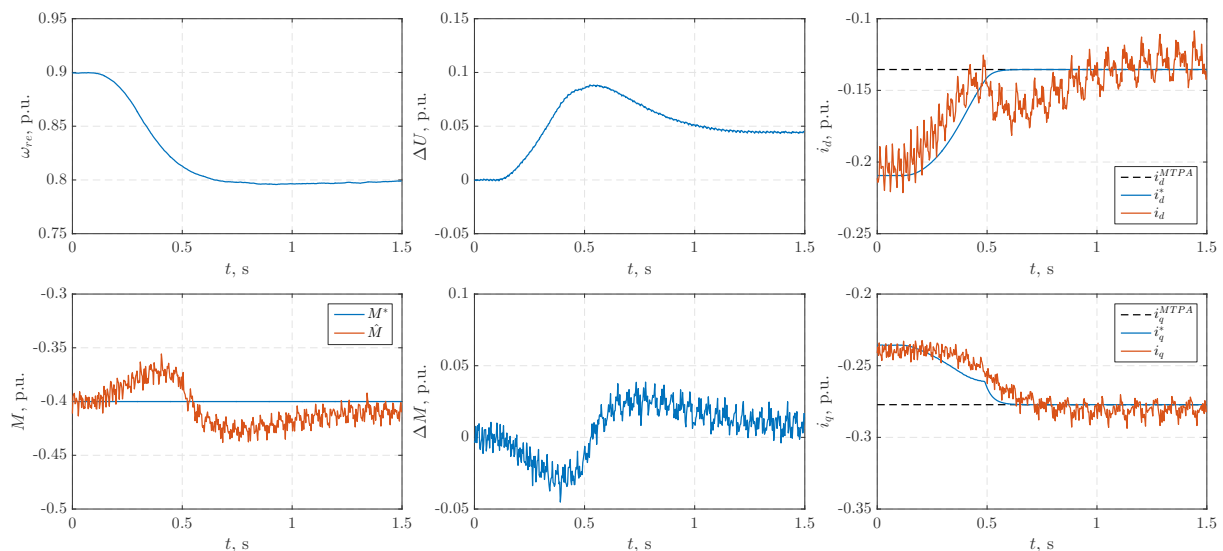 0.95
0.9
0.85
0.8
0.75
ω_re, p.u.
0 0.5 1 1.5
t, s
0.15
0.1
0.05
0
-0.05
ΔU, p.u.
0 0.5 1 1.5
t, s
-0.1
-0.15
-0.2
-0.25
i_d, p.u.
i_d^MTPA
i_d^*
i_d
0 0.5 1 1.5
t, s
-0.3
-0.35
-0.4
-0.45
-0.5
M, p.u.
M*
M̂
0 0.5 1 1.5
t, s
0.1
0.05
0
0.05
ΔM, p.u.
0 0.5 1 1.5
t, s
-0.2
-0.25
-0.3
-0.35
i_q, p.u.
i_q^MTPA
i_q^*
i_q
0 0.5 1 1.5
t, s